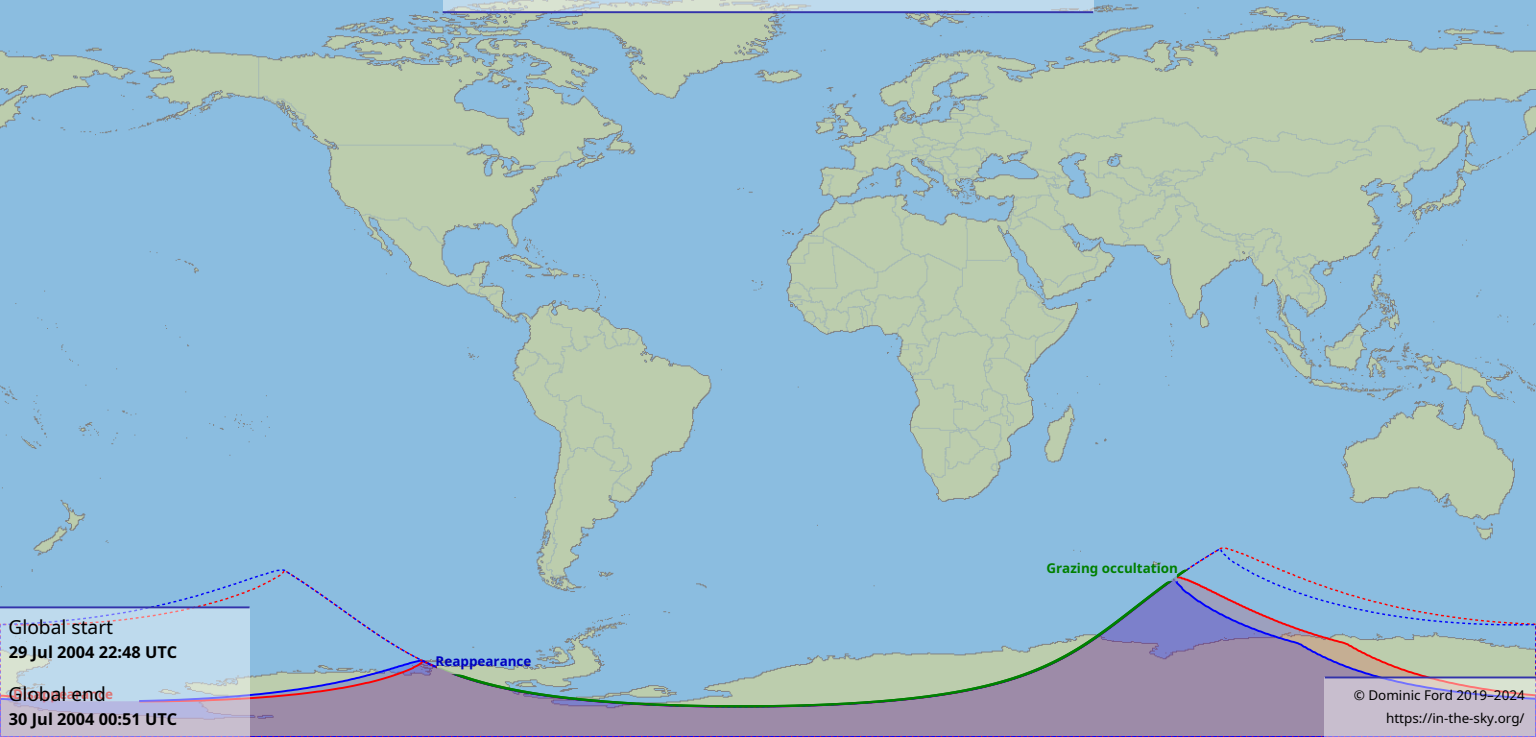 Grazing occultation
Reappearance
Global start
29 Jul 2004 22:48 UTC
Global end
30 Jul 2004 00:51 UTC
© Dominic Ford 2019–2024
https://in-the-sky.org/